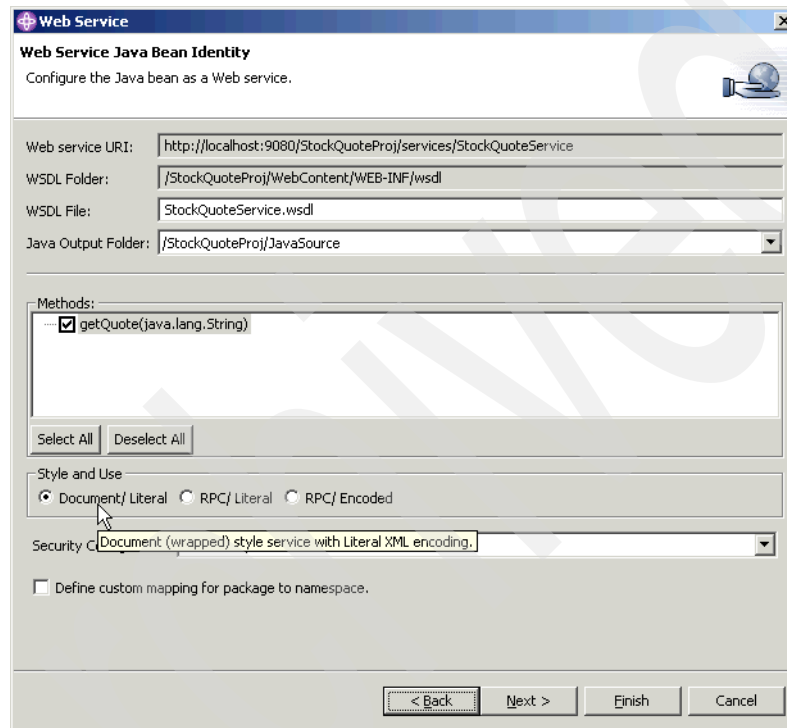 Web Service
Web Service Java Bean Identity
Configure the Java bean as a Web service.
Web service URI: http://localhost:9080/StockQuoteProj/services/StockQuoteService
WSDL Folder: /StockQuoteProj/WebContent/WEB-INF/wsdl
WSDL File: StockQuoteService.wsdl
Java Output Folder: /StockQuoteProj/JavaSource
Methods:
getQuote(java.lang.String)
Select All Deselect All
Style and Use
Document/ Literal RPC/ Literal RPC/ Encoded
Security C
Document (wrapped) style service with Literal XML encoding.
Define custom mapping for package to namespace.
< Back Next > Finish Cancel